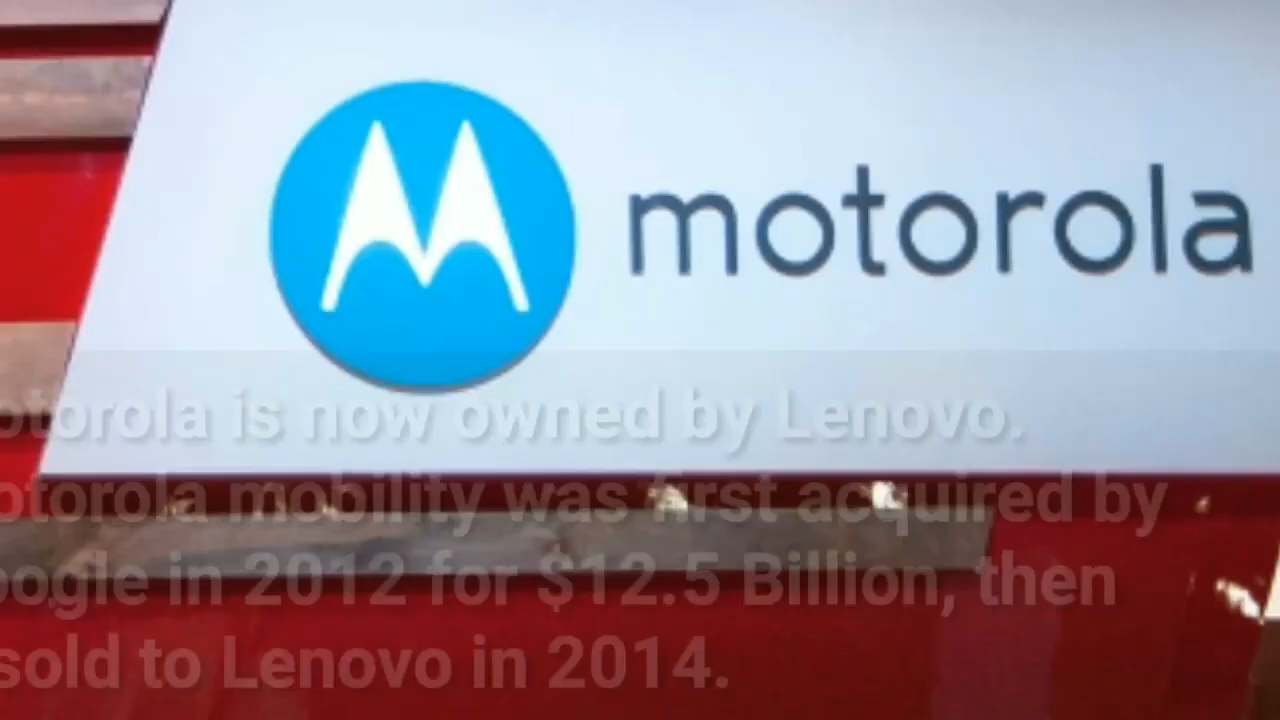 motorola
otorola is now owned by Lenovo.
otorola mobility was first acquired by
oogle in 2012 for $12.5 Billion, then
sold to Lenovo in 2014.